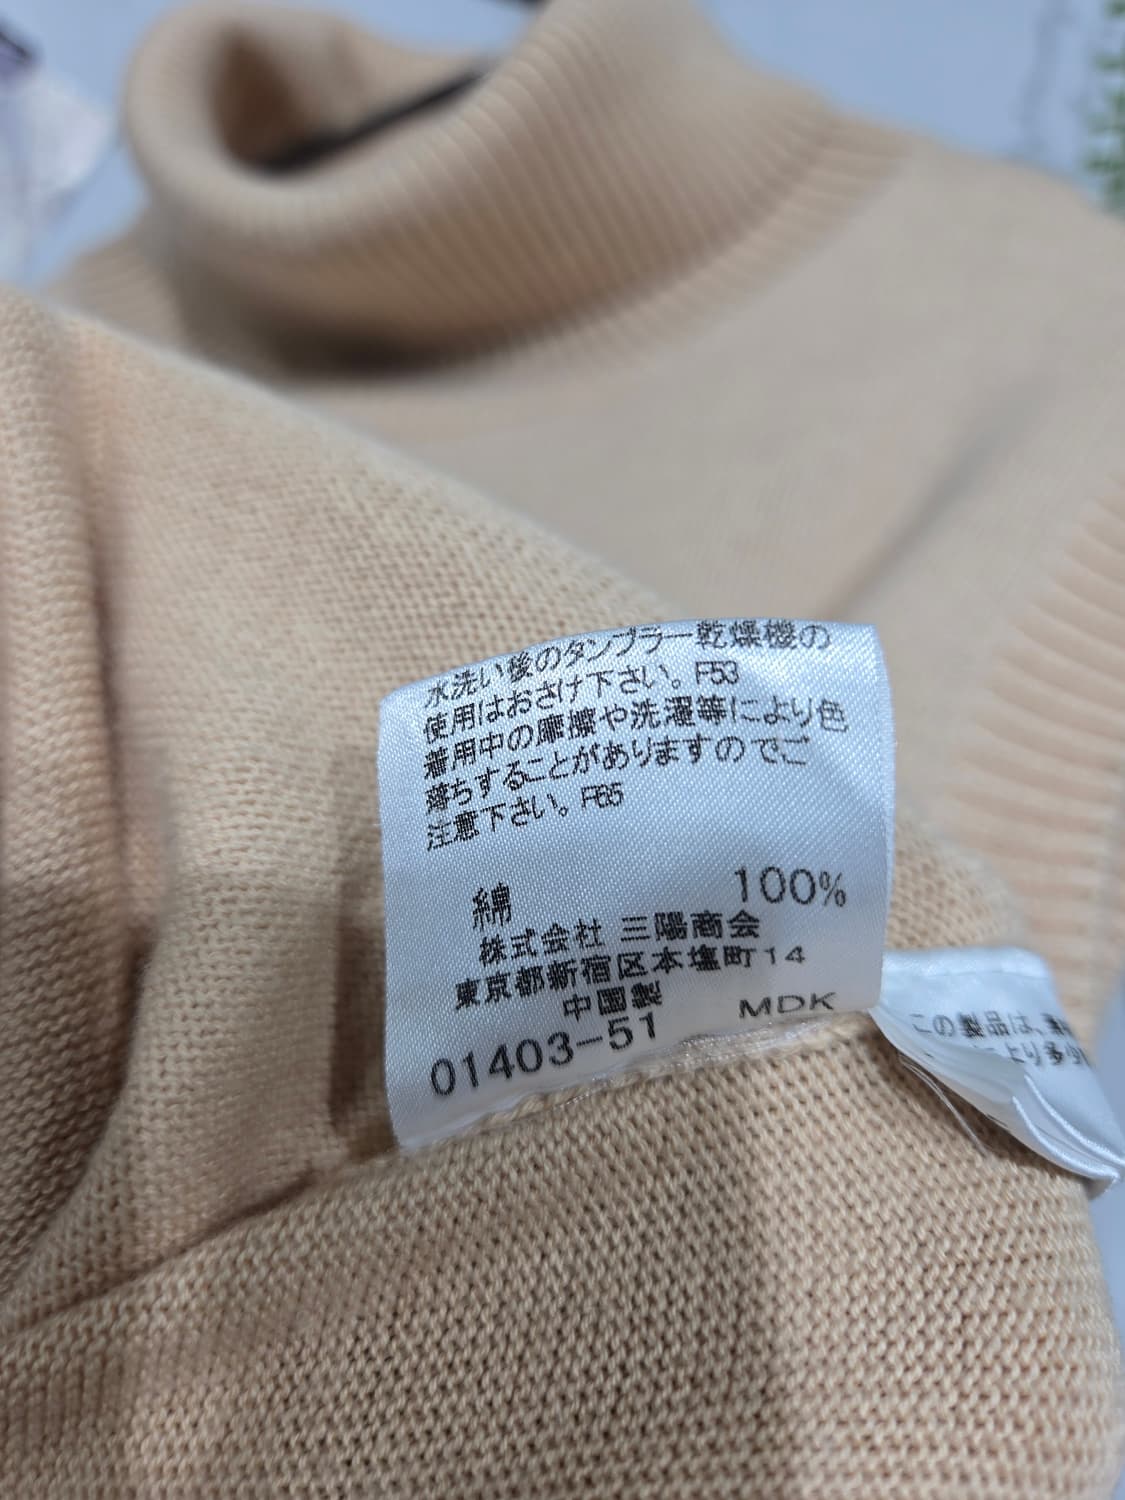 水洗い後のタンブラー乾燥機の
使用はおさけ下さい。F53
着用中の摩擦や洗濯等により色
落ちすることがありますのでご
注意下さい。F65
綿 100%
株式会社 三陽商会
東京都新宿区本塩町14
中国製 MDK
01403-51
この製品は、
より多少